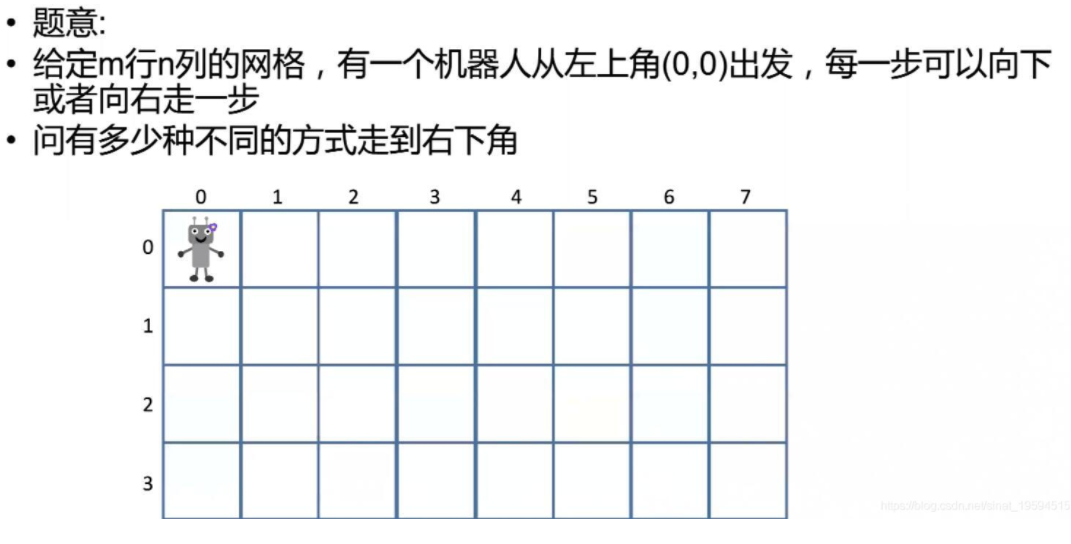 • 题意:
• 给定m行n列的网格，有一个机器人从左上角(0,0)出发，每一步可以向下
或者向右走一步
• 问有多少种不同的方式走到右下角
0 1 2 3 4 5 6 7
0
1
2
3
https://blog.csdn.net/sinat_19594515